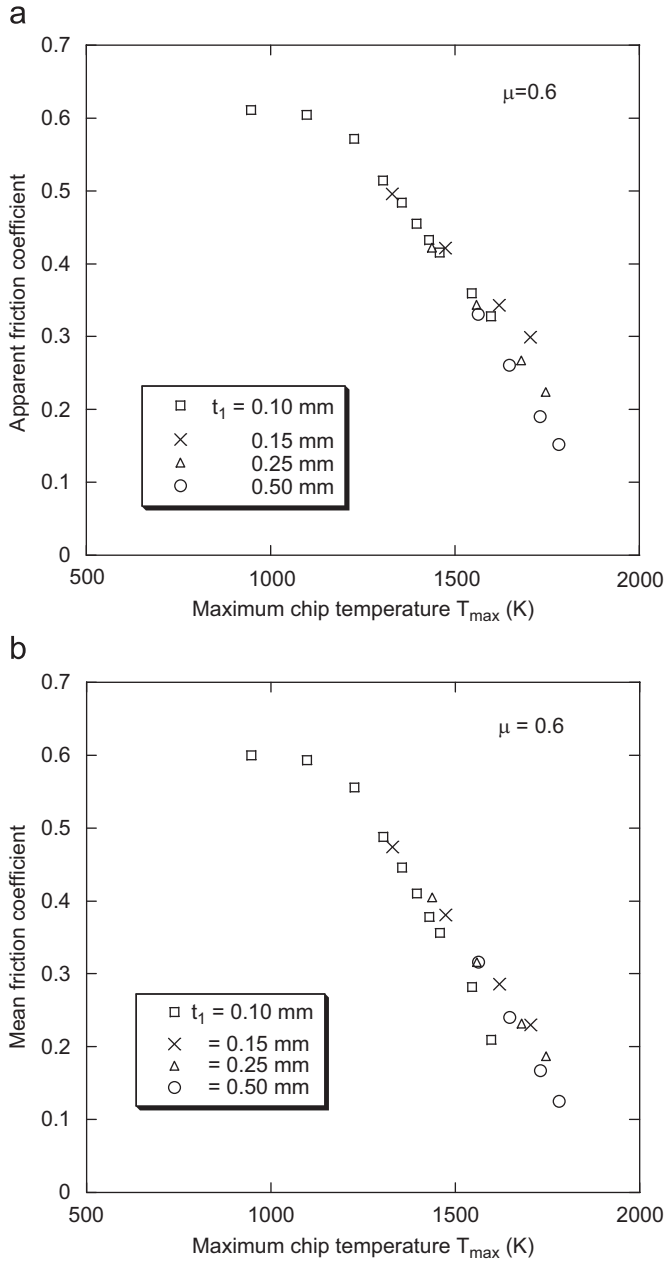 a
0.7
0.6
0.5
0.4
0.3
0.2
0.1
0
Apparent friction coefficient
μ=0.6
t1 = 0.10 mm
0.15 mm
0.25 mm
0.50 mm
500 1000 1500 2000
Maximum chip temperature Tmax (K)
b
0.7
0.6
0.5
0.4
0.3
0.2
0.1
0
Mean friction coefficient
μ = 0.6
t1 = 0.10 mm
= 0.15 mm
= 0.25 mm
= 0.50 mm
500 1000 1500 2000
Maximum chip temperature Tmax (K)